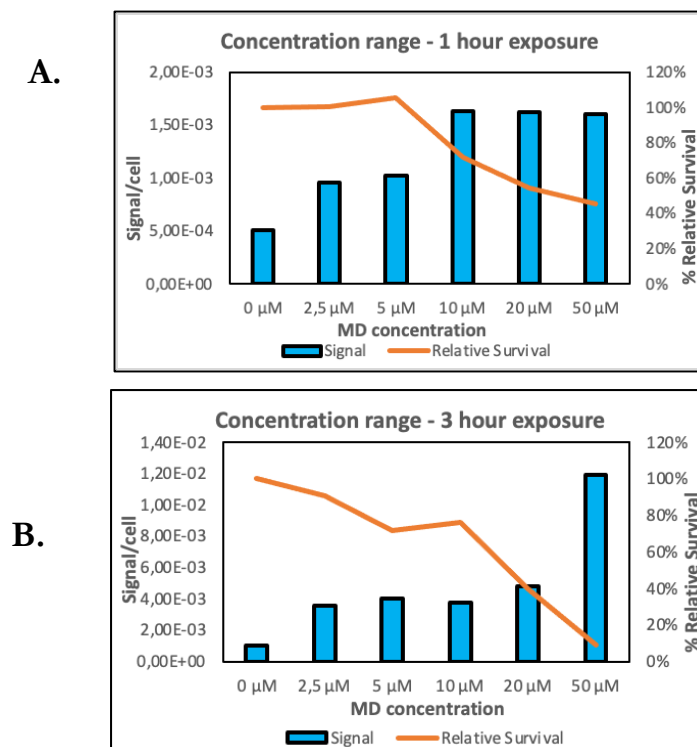 A.
Concentration range - 1 hour exposure
2,00E-03
1,50E-03
1,00E-03
5,00E-04
0,00E+00
Signal/cell
120%
100%
80%
60%
40%
20%
0%
% Relative Survival
0 µM 2,5 µM 5 µM 10 µM 20 µM 50 µM
MD concentration
Signal Relative Survival
B.
Concentration range - 3 hour exposure
1,40E-02
1,20E-02
1,00E-02
8,00E-03
6,00E-03
4,00E-03
2,00E-03
0,00E+00
Signal/cell
120%
100%
80%
60%
40%
20%
0%
% Relative Survival
0 µM 2,5 µM 5 µM 10 µM 20 µM 50 µM
MD concentration
Signal Relative Survival